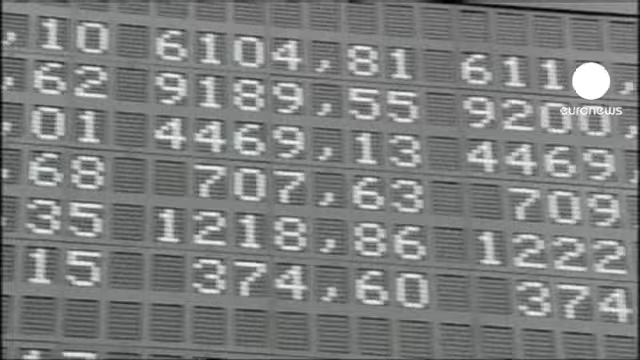 ,10 6104,81 611 ,
,62 9189,55 9200,
,01 4469,13 4469,
,68 707,63 709
,35 1218,86 1222
15 374,60 374
euronews